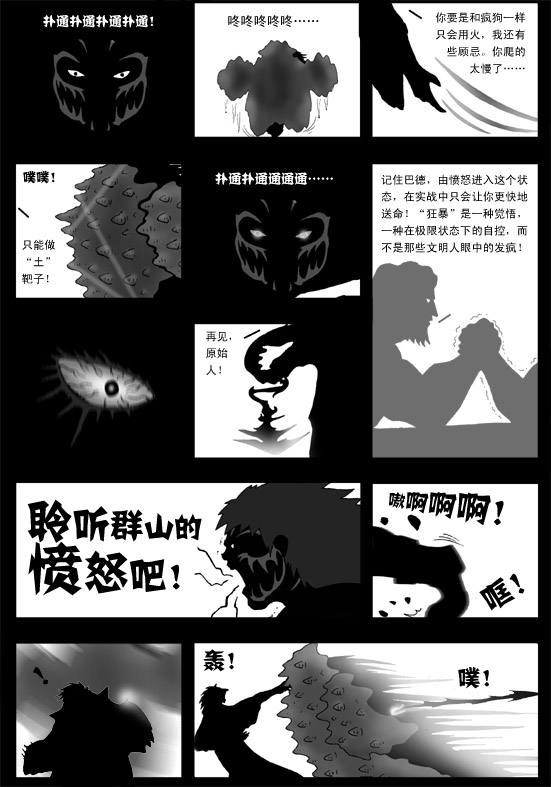 扑通扑通扑通扑通!
咚咚咚咚咚……
你要是和疯狗一样
只会用火，我还有
些顾忌。你爬的
太慢了……
噗噗!
只能做
“土”
靶子!
扑通扑通通通通……
记住巴德，由愤怒进入这个状
态，在实战中只会让你更快地
送命!“狂暴”是一种觉悟，
一种在极限状态下的自控，而
不是那些文明人眼中的发疯!
再见，
原始
人!
聆听群山的
愤怒吧!
嗷啊啊啊!
哐!
!
轰!
噗!